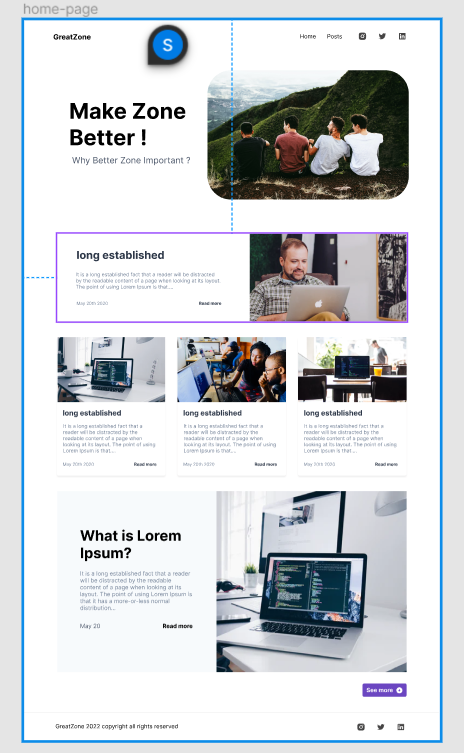 home-page
GreatZone
S
Home Posts
Make Zone
Better !
Why Better Zone Important ?
long established
It is a long established fact that a reader will be distracted
by the readable content of a page when looking at its layout.
The point of using Lorem Ipsum is that...
May 20th 2020 Read more
long established
It is a long established fact that a
reader will be distracted by the
readable content of a page when
looking at its layout. The point of using
Lorem Ipsum is that...
May 20th 2020 Read more
long established
It is a long established fact that a
reader will be distracted by the
readable content of a page when
looking at its layout. The point of using
Lorem Ipsum is that...
May 20th 2020 Read more
long established
It is a long established fact that a
reader will be distracted by the
readable content of a page when
looking at its layout. The point of using
Lorem Ipsum is that...
May 20th 2020 Read more
What is Lorem
Ipsum?
It is a long established fact that a reader
will be distracted by the readable
content of a page when looking at its
layout. The point of using Lorem Ipsum is
that it has a more-or-less normal
distribution...
May 20 Read more
See more
GreatZone 2022 copyright all rights reserved